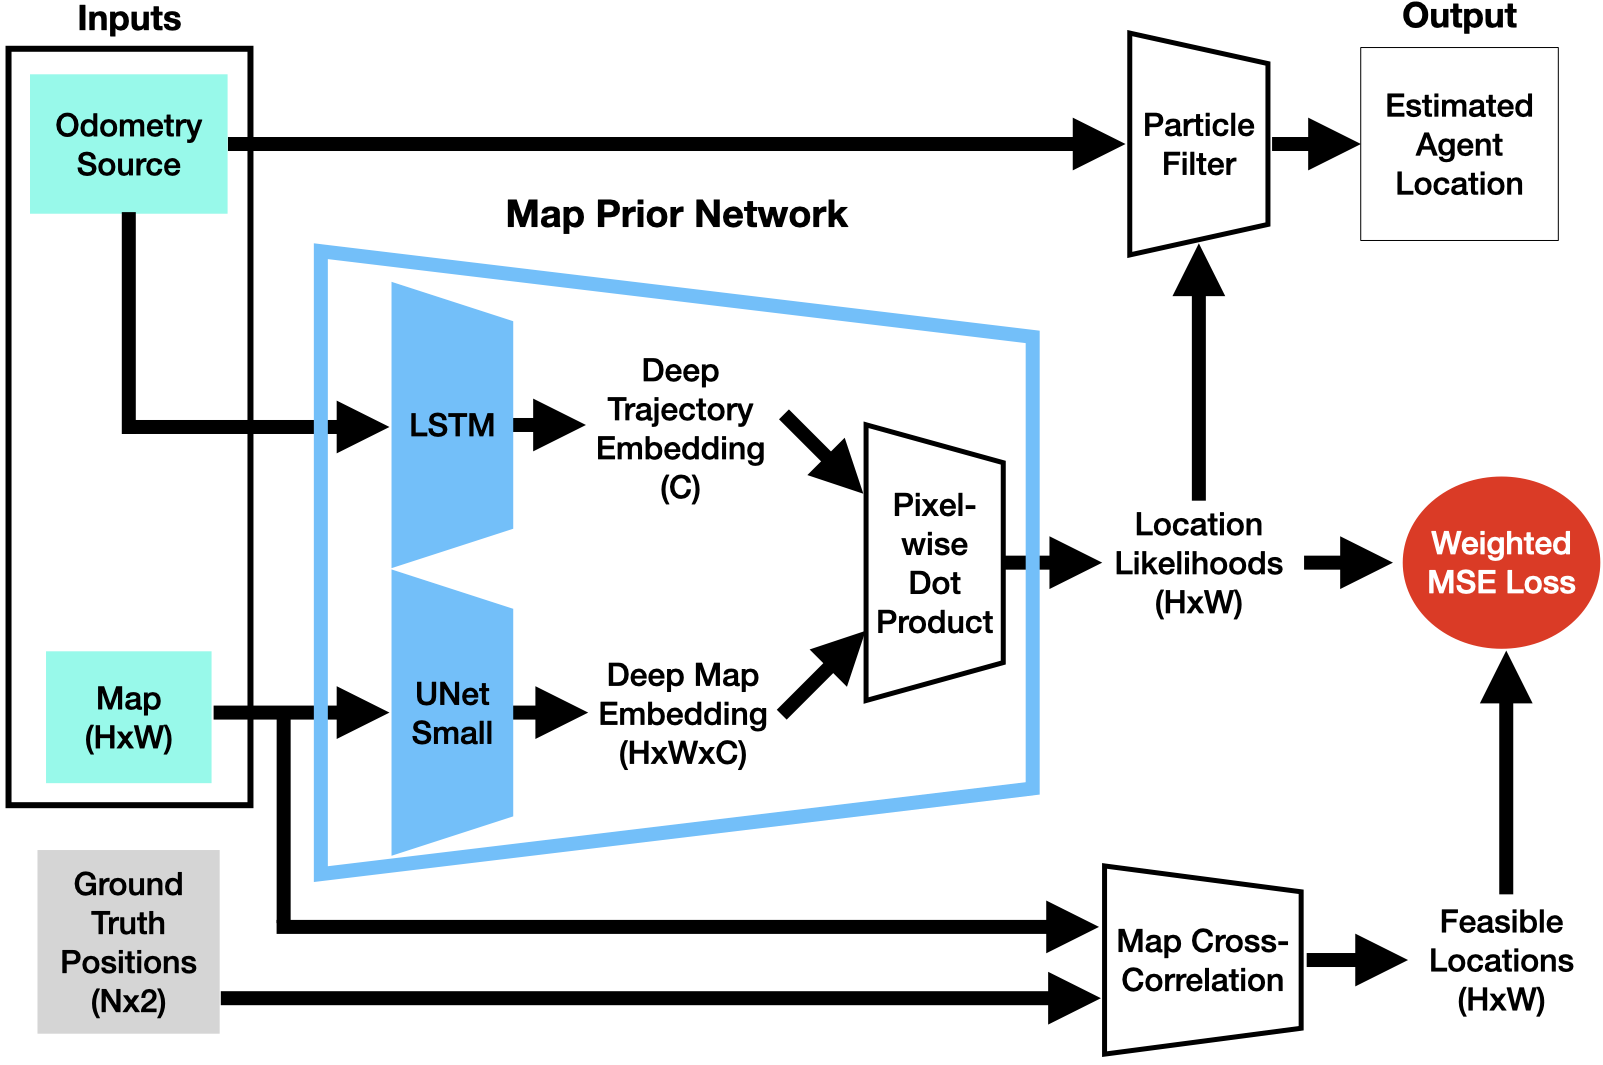 Inputs
Output
Odometry
Source
Particle
Filter
Estimated
Agent
Location
Map Prior Network
LSTM
Deep
Trajectory
Embedding
(C)
Pixel-
wise
Dot
Product
Location
Likelihoods
(HxW)
Weighted
MSE Loss
Map
(HxW)
UNet
Small
Deep Map
Embedding
(HxWxC)
Ground
Truth
Positions
(Nx2)
Map Cross-
Correlation
Feasible
Locations
(HxW)